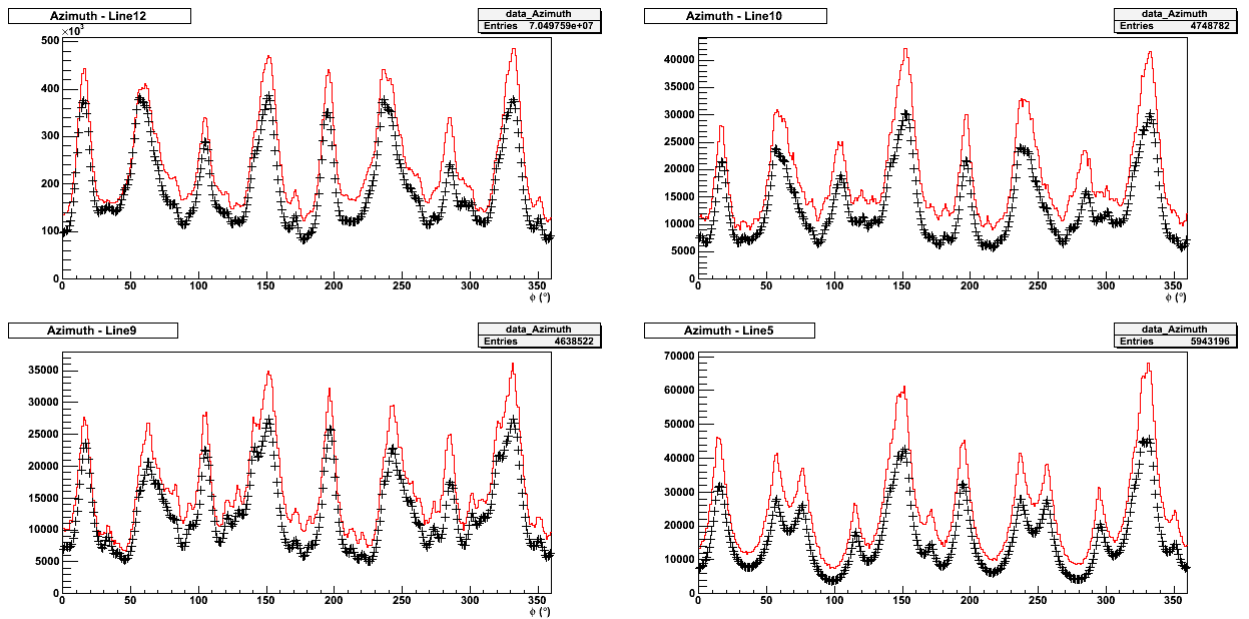 Azimuth - Line12
data_Azimuth
Entries 7.049759e+07
×10³
500
400
300
200
100
0
0 50 100 150 200 250 300 350
ϕ (°)
Azimuth - Line10
data_Azimuth
Entries 4748782
40000
35000
30000
25000
20000
15000
10000
5000
0
0 50 100 150 200 250 300 350
ϕ (°)
Azimuth - Line9
data_Azimuth
Entries 4638522
35000
30000
25000
20000
15000
10000
5000
0
0 50 100 150 200 250 300 350
ϕ (°)
Azimuth - Line5
data_Azimuth
Entries 5943196
70000
60000
50000
40000
30000
20000
10000
0
0 50 100 150 200 250 300 350
ϕ (°)